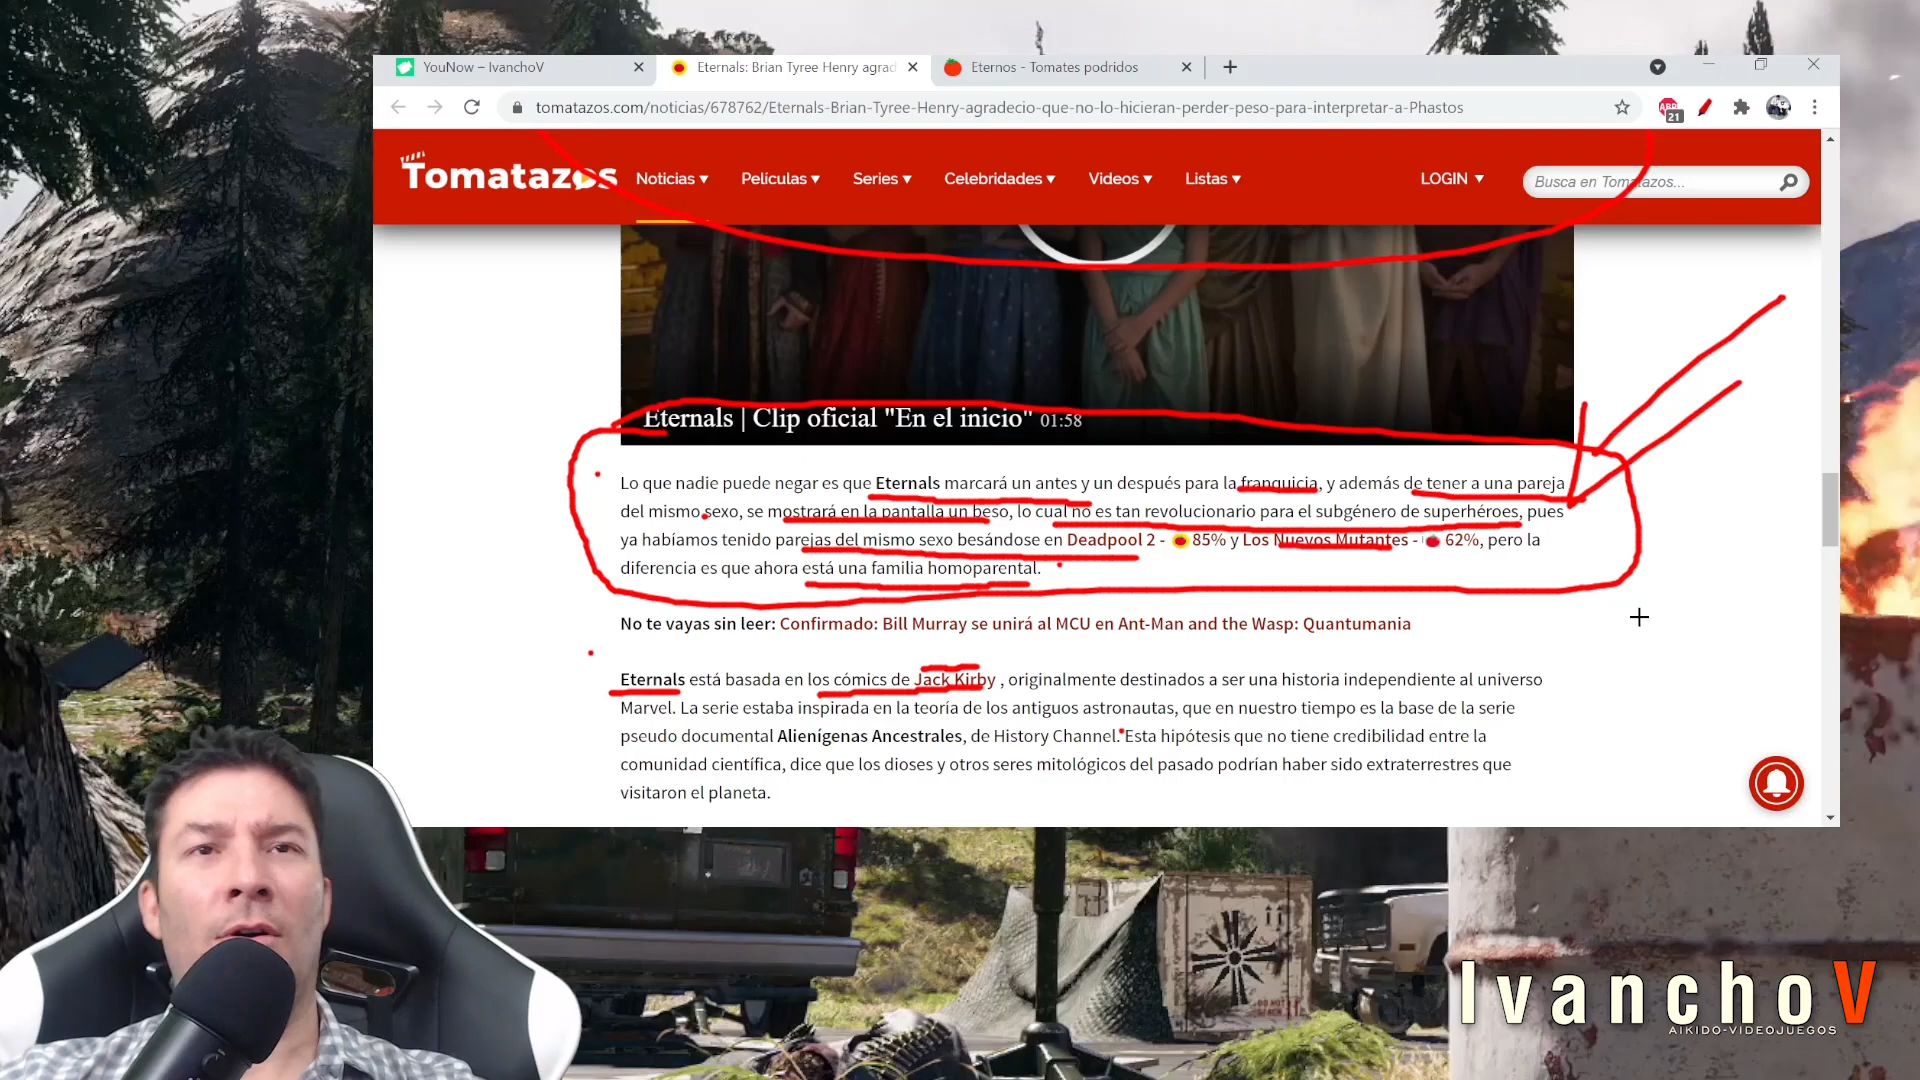 YouNow – IvanchoV
Eternals: Brian Tyree Henry agrad
Eternos - Tomates podridos
tomatazos.com/noticias/678762/Eternals-Brian-Tyree-Henry-agradecio-que-no-lo-hicieran-perder-peso-para-interpretar-a-Phastos
ABP
21
Tomatazos
Noticias
Películas
Series
Celebridades
Videos
Listas
LOGIN
Busca en Tomatazos...
Eternals | Clip oficial "En el inicio" 01:58
Lo que nadie puede negar es que Eternals marcará un antes y un después para la franquicia, y además de tener a una pareja
del mismo sexo, se mostrará en la pantalla un beso, lo cual no es tan revolucionario para el subgénero de superhéroes, pues
ya habíamos tenido parejas del mismo sexo besándose en Deadpool 2 - 85% y Los Nuevos Mutantes - 62%, pero la
diferencia es que ahora está una familia homoparental.
No te vayas sin leer: Confirmado: Bill Murray se unirá al MCU en Ant-Man and the Wasp: Quantumania
Eternals está basada en los cómics de Jack Kirby , originalmente destinados a ser una historia independiente al universo
Marvel. La serie estaba inspirada en la teoría de los antiguos astronautas, que en nuestro tiempo es la base de la serie
pseudo documental Alienígenas Ancestrales, de History Channel. Esta hipótesis que no tiene credibilidad entre la
comunidad científica, dice que los dioses y otros seres mitológicos del pasado podrían haber sido extraterrestres que
visitaron el planeta.
IvanchoV
AIKIDO-VIDEOJUEGOS